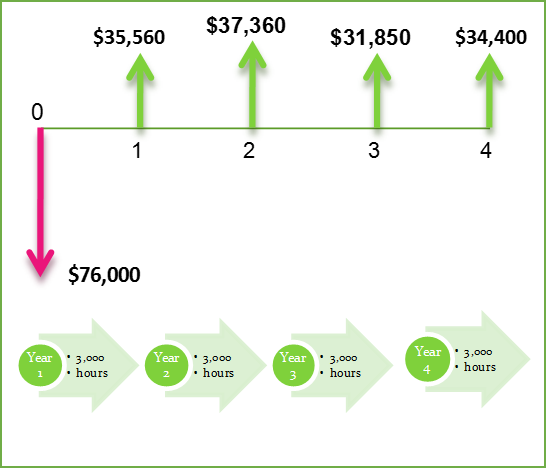 $35,560
$37,360
$31,850
$34,400
0
1
2
3
4
$76,000
Year
1
• 3,000
• hours
Year
2
• 3,000
• hours
Year
3
• 3,000
• hours
Year
4
• 3,000
• hours